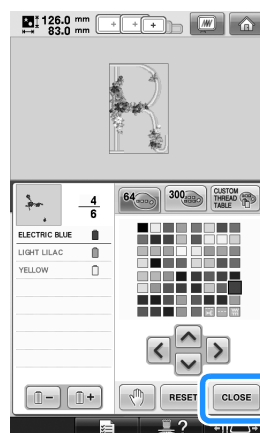 126.0 mm
83.0 mm
4
6
64
300
CUSTOM
THREAD
TABLE
ELECTRIC BLUE
LIGHT LILAC
YELLOW
RESET
CLOSE
?